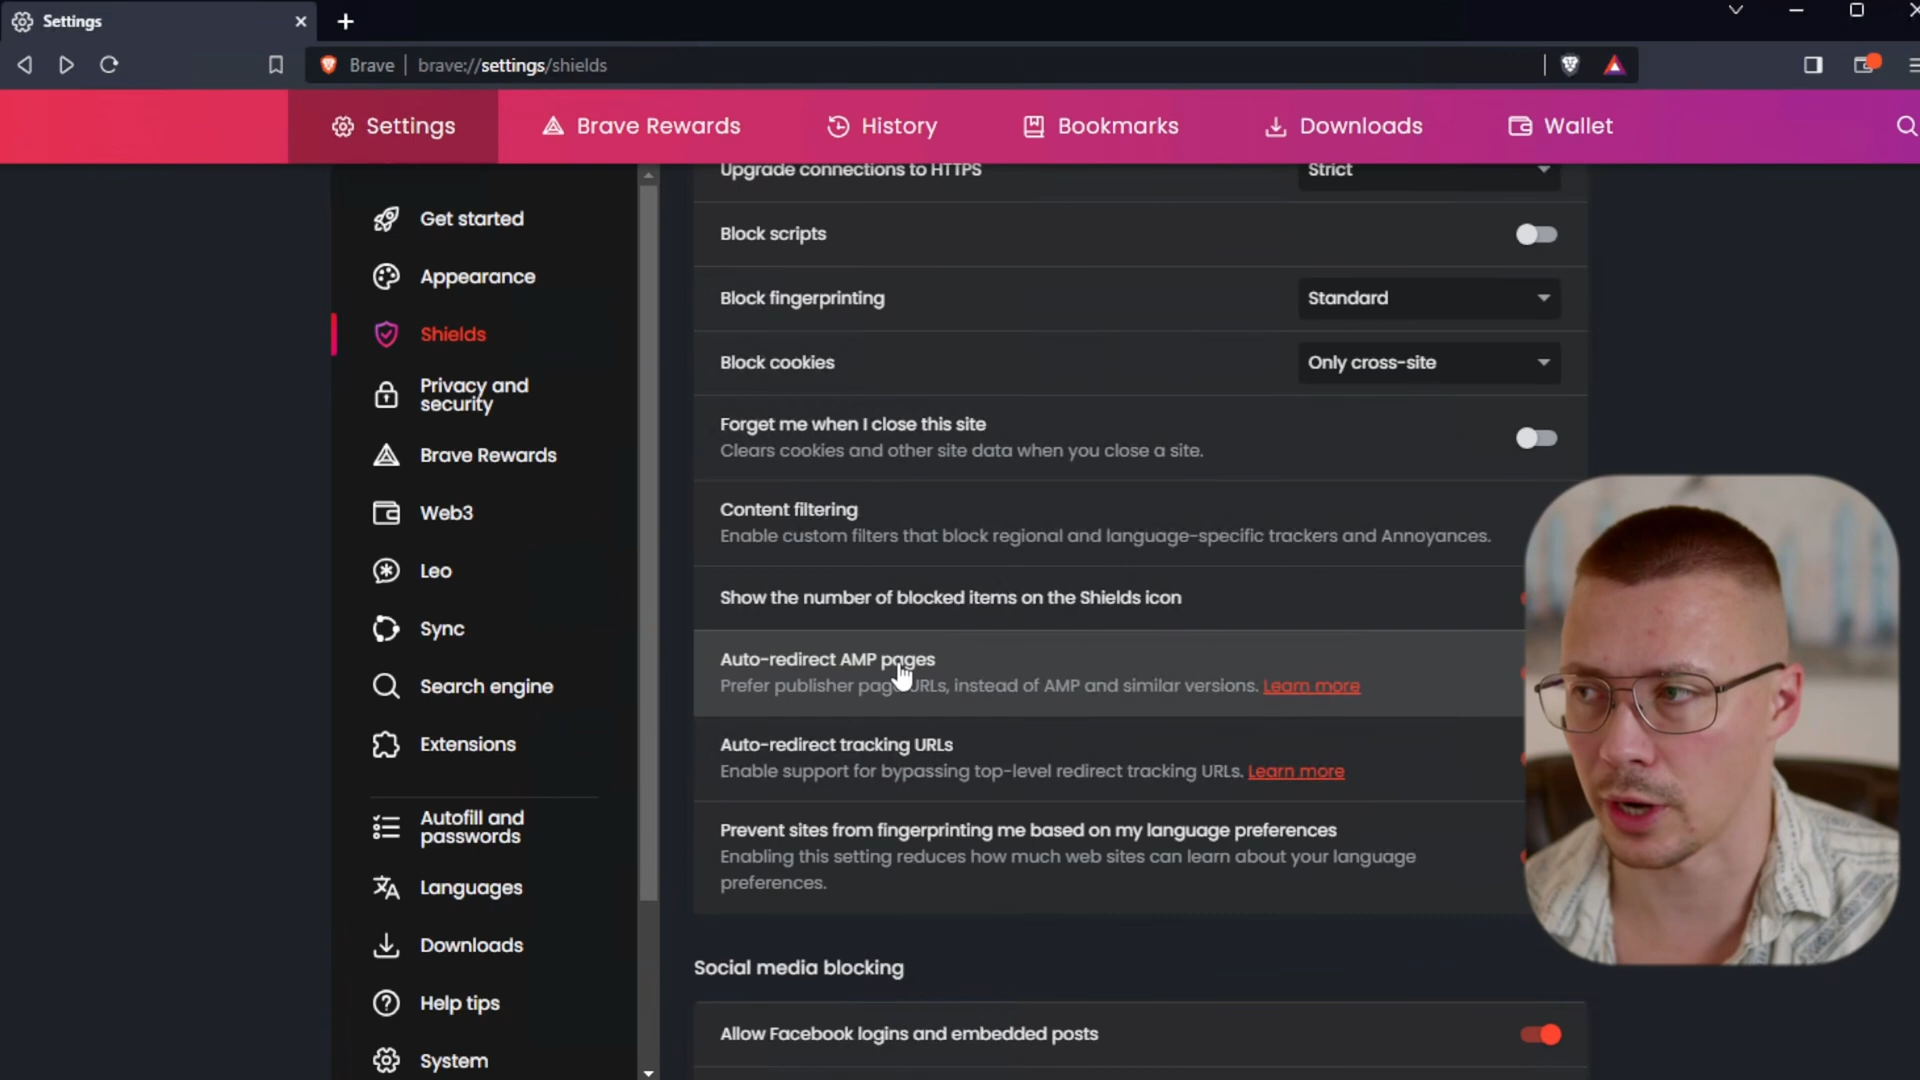 Settings
Brave
brave://settings/shields
Settings
Brave Rewards
History
Bookmarks
Downloads
Wallet
Get started
Appearance
Shields
Privacy and
security
Brave Rewards
Web3
Leo
Sync
Search engine
Extensions
Autofill and
passwords
Languages
Downloads
Help tips
System
Upgrade connections to HTTPS
Strict
Block scripts
Block fingerprinting
Standard
Block cookies
Only cross-site
Forget me when I close this site
Clears cookies and other site data when you close a site.
Content filtering
Enable custom filters that block regional and language-specific trackers and Annoyances.
Show the number of blocked items on the Shields icon
Auto-redirect AMP pages
Prefer publisher page URLs, instead of AMP and similar versions. Learn more
Auto-redirect tracking URLs
Enable support for bypassing top-level redirect tracking URLs. Learn more
Prevent sites from fingerprinting me based on my language preferences
Enabling this setting reduces how much web sites can learn about your language
preferences.
Social media blocking
Allow Facebook logins and embedded posts